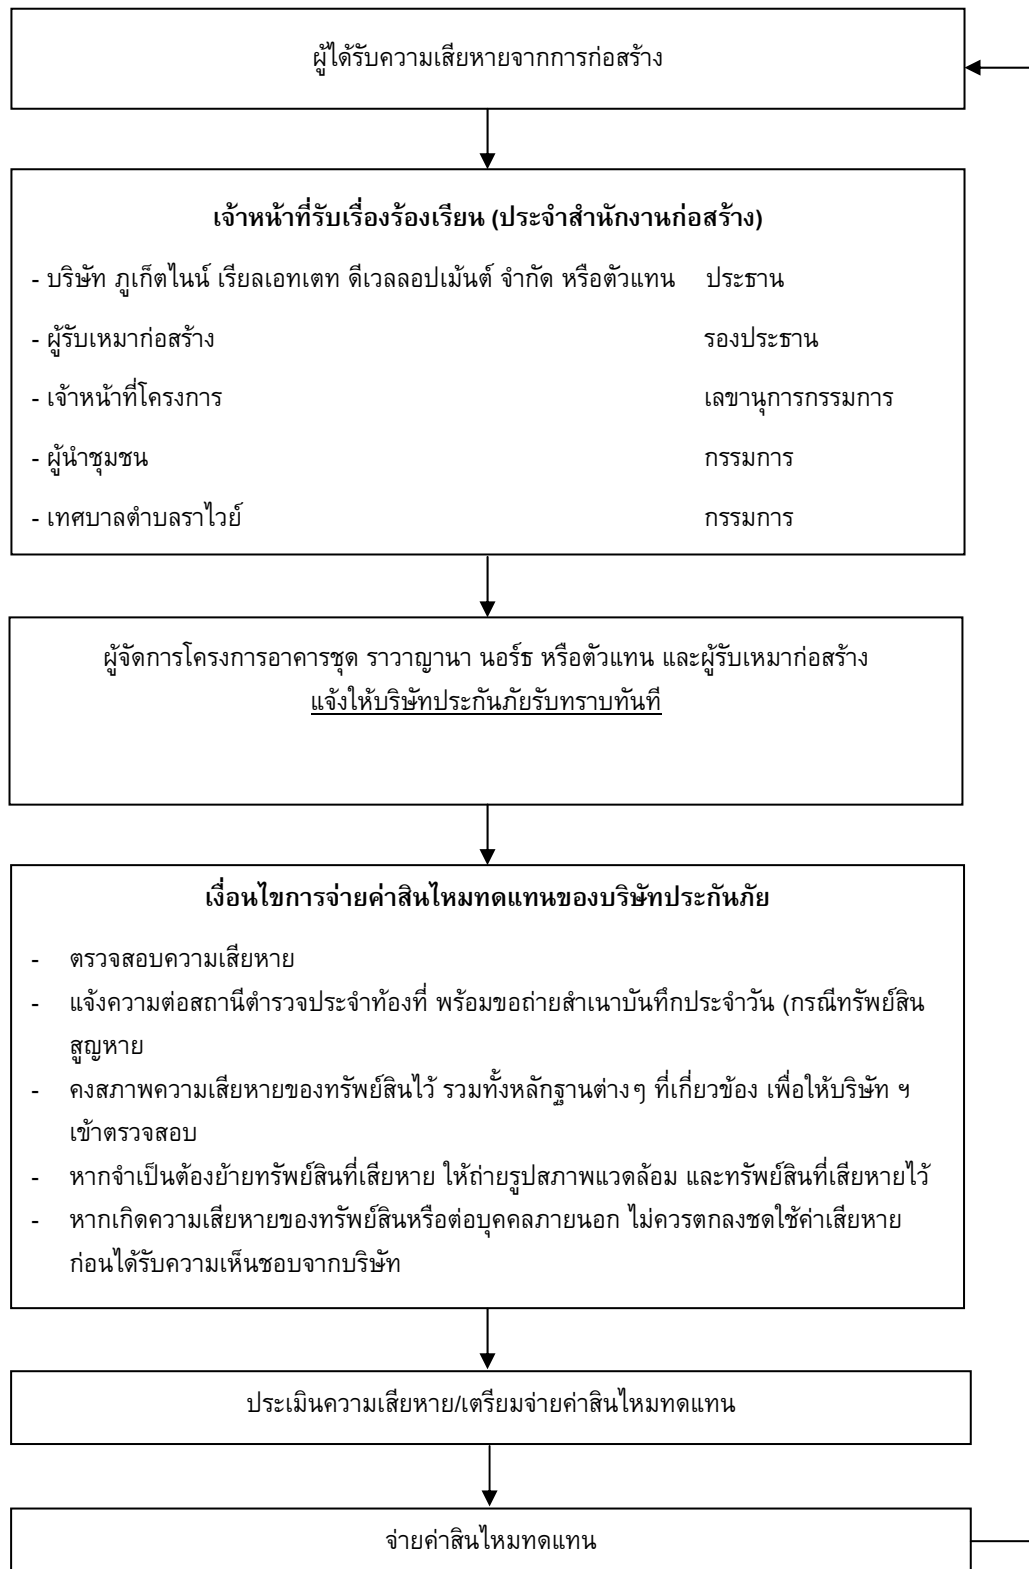 ผู้ได้รับความเสียหายจากการก่อสร้าง
เจ้าหน้าที่รับเรื่องร้องเรียน (ประจำสำนักงานก่อสร้าง)
- บริษัท ภูเก็ตไนน์ เรียลเอทเตท ดีเวลลอปเม้นต์ จำกัด หรือตัวแทน ประธาน
- ผู้รับเหมาก่อสร้าง รองประธาน
- เจ้าหน้าที่โครงการ เลขานุการกรรมการ
- ผู้นำชุมชน กรรมการ
- เทศบาลตำบลราไวย์ กรรมการ
ผู้จัดการโครงการอาคารชุด ราวาญานา นอร์ธ หรือตัวแทน และผู้รับเหมาก่อสร้าง
แจ้งให้บริษัทประกันภัยรับทราบทันที
เงื่อนไขการจ่ายค่าสินไหมทดแทนของบริษัทประกันภัย
- ตรวจสอบความเสียหาย
- แจ้งความต่อสถานีตำรวจประจำท้องที่ พร้อมขอถ่ายสำเนาบันทึกประจำวัน (กรณีทรัพย์สิน
สูญหาย
- คงสภาพความเสียหายของทรัพย์สินไว้ รวมทั้งหลักฐานต่างๆ ที่เกี่ยวข้อง เพื่อให้บริษัท ฯ
เข้าตรวจสอบ
- หากจำเป็นต้องย้ายทรัพย์สินที่เสียหาย ให้ถ่ายรูปสภาพแวดล้อม และทรัพย์สินที่เสียหายไว้
- หากเกิดความเสียหายของทรัพย์สินหรือต่อบุคคลภายนอก ไม่ควรตกลงชดใช้ค่าเสียหาย
ก่อนได้รับความเห็นชอบจากบริษัท
ประเมินความเสียหาย/เตรียมจ่ายค่าสินไหมทดแทน
จ่ายค่าสินไหมทดแทน